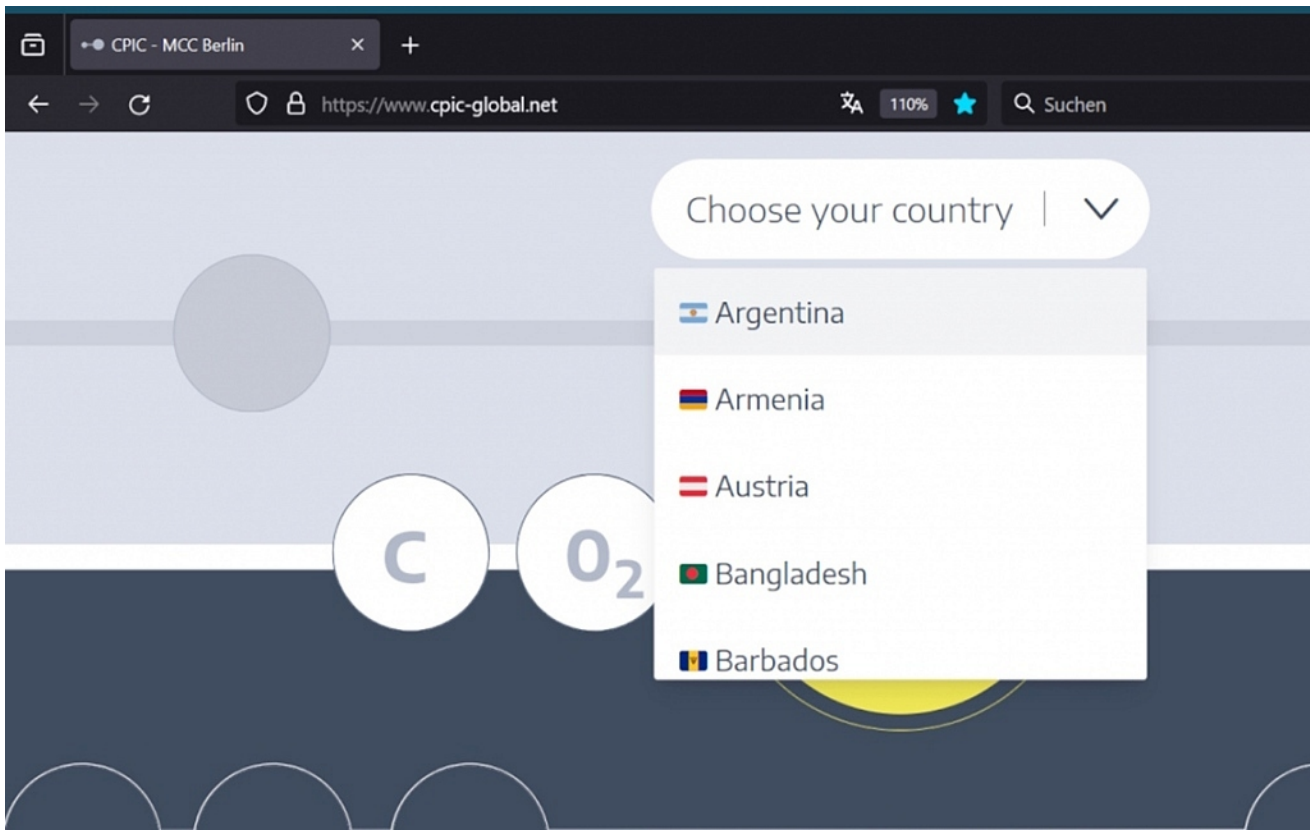 CPIC - MCC Berlin
https://www.cpic-global.net
110%
Suchen
Choose your country
Argentina
Armenia
Austria
Bangladesh
Barbados
C
O₂